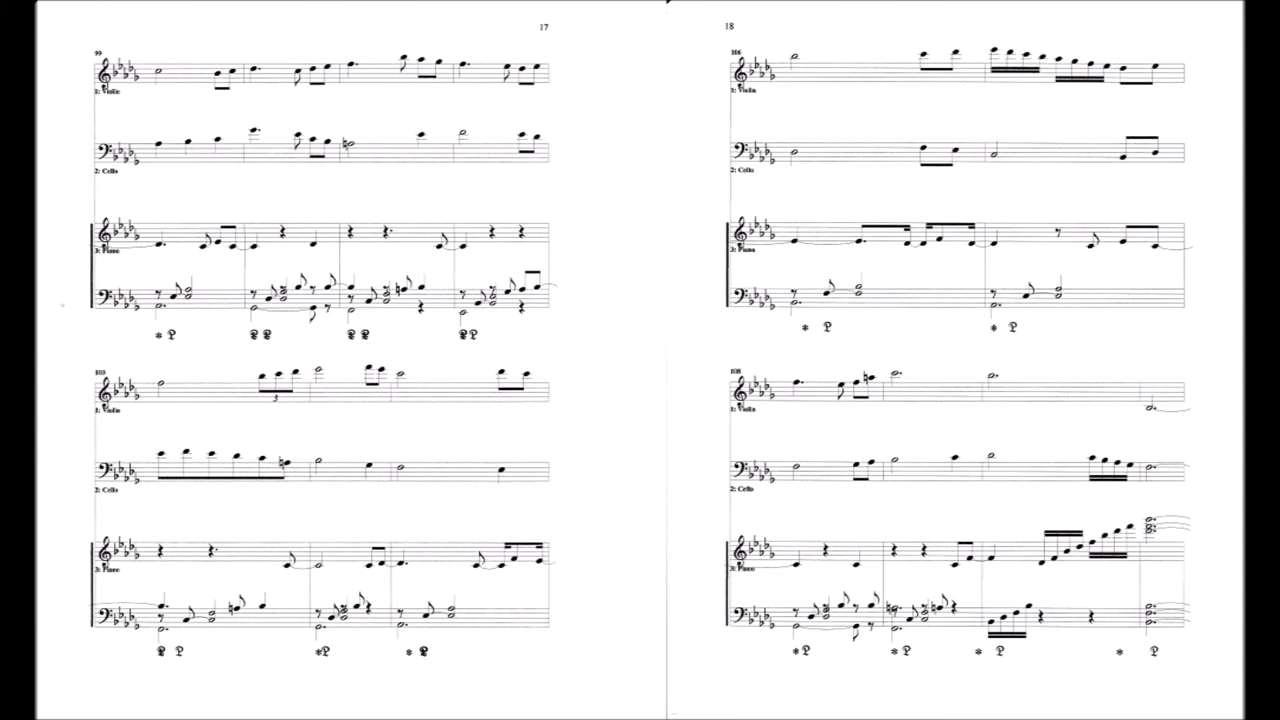 17
99
1: Violin
2: Cello
3: Piano
103
1: Violin
3
2: Cello
3: Piano
18
106
1: Violin
2: Cello
3: Piano
108
1: Violin
2: Cello
3: Piano